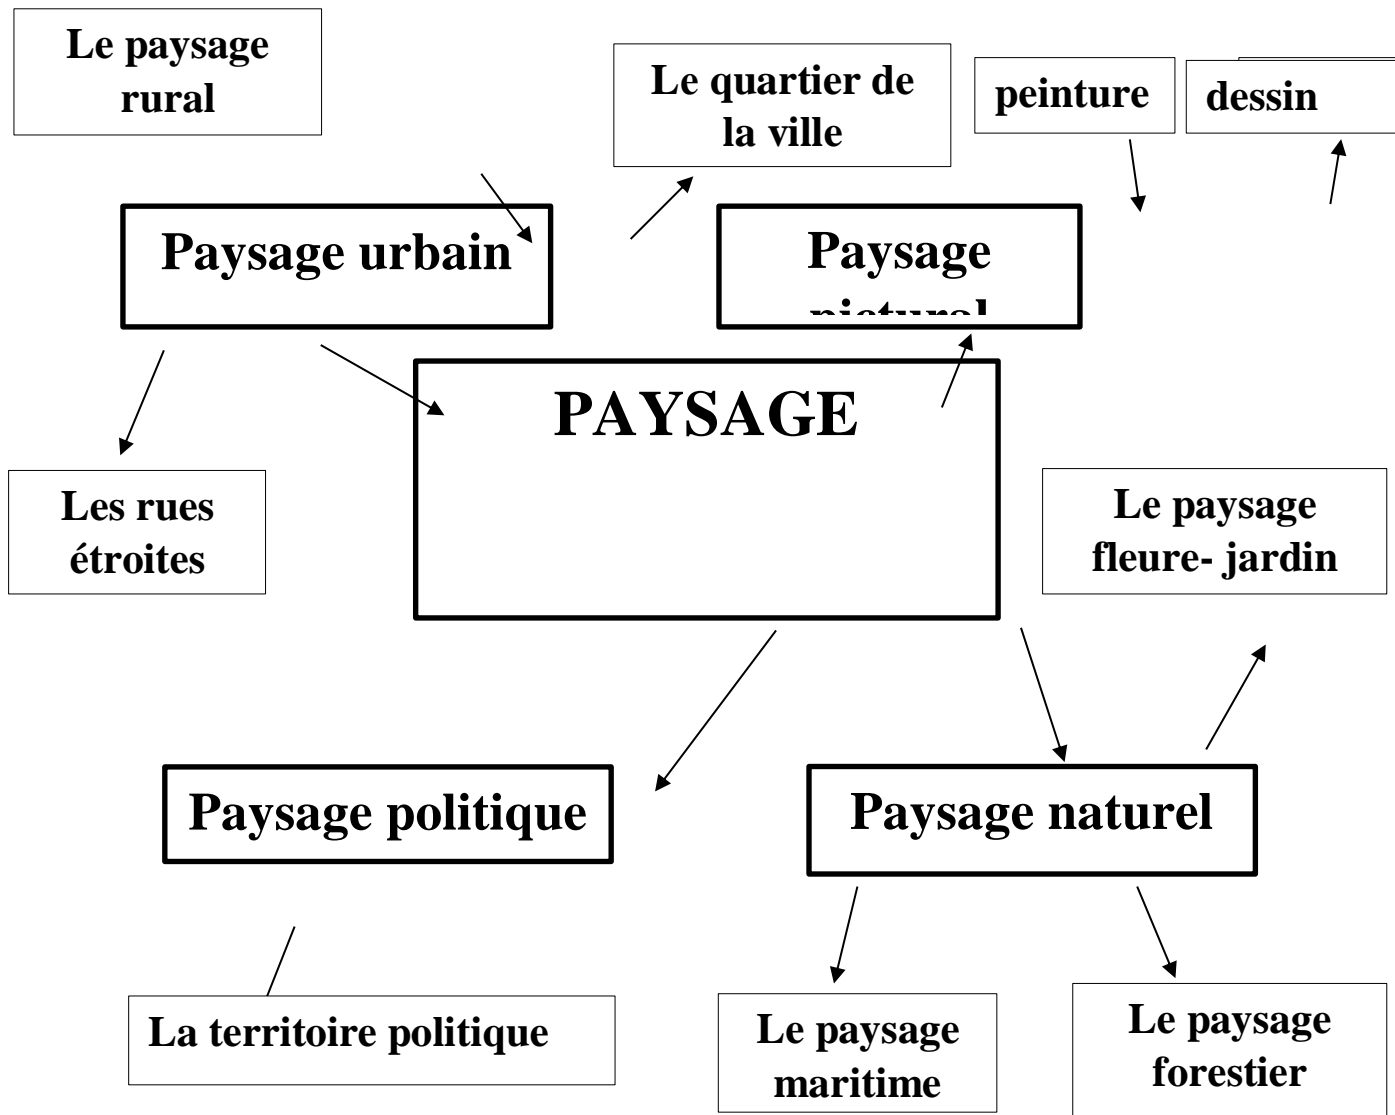 Le paysage
rural
Le quartier de
la ville
peinture
dessin
Paysage urbain
Paysage
pictural
PAYSAGE
Les rues
étroites
Le paysage
fleure- jardin
Paysage politique
Paysage naturel
La territoire politique
Le paysage
maritime
Le paysage
forestier